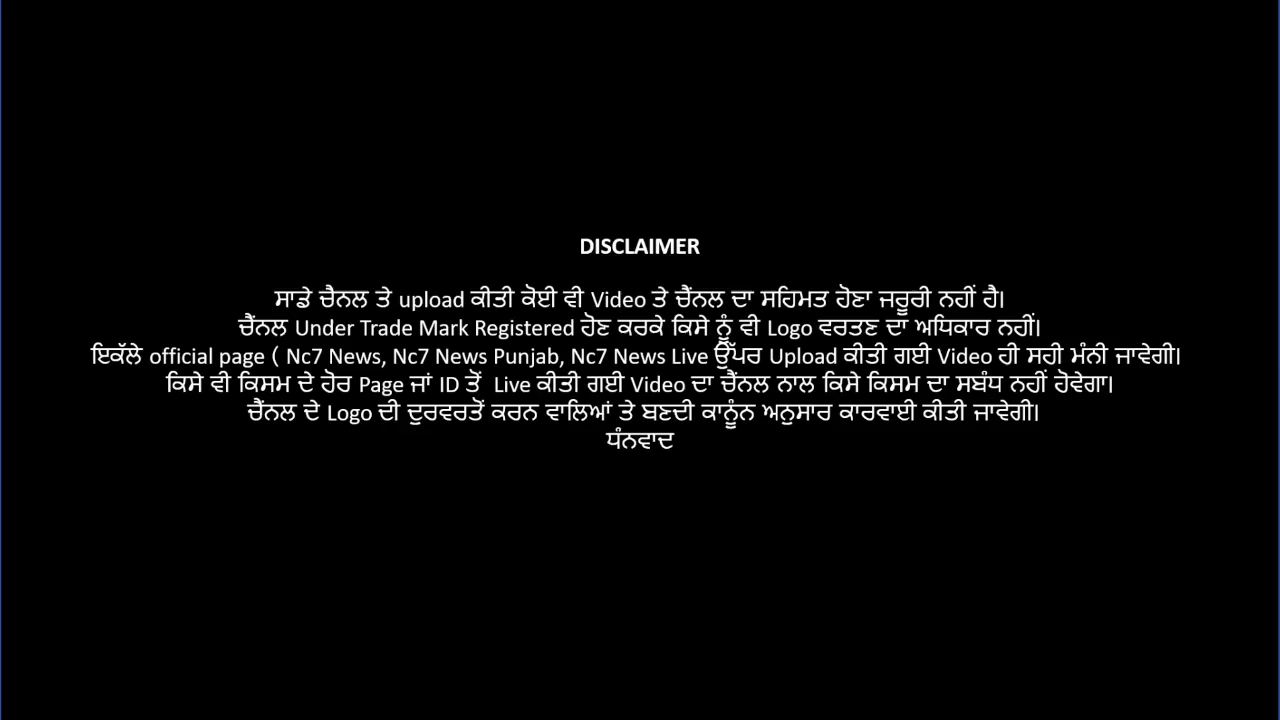 DISCLAIMER
ਸਾਡੇ ਚੈਨਲ ਤੇ upload ਕੀਤੀ ਕੋਈ ਵੀ Video ਤੇ ਚੈਂਨਲ ਦਾ ਸਹਿਮਤ ਹੋਣਾ ਜਰੂਰੀ ਨਹੀਂ ਹੈ।
ਚੈਂਨਲ Under Trade Mark Registered ਹੋਣ ਕਰਕੇ ਕਿਸੇ ਨੂੰ ਵੀ Logo ਵਰਤਣ ਦਾ ਅਧਿਕਾਰ ਨਹੀਂ।
ਇਕੱਲੇ official page ( Nc7 News, Nc7 News Punjab, Nc7 News Live ਉੱਪਰ Upload ਕੀਤੀ ਗਈ Video ਹੀ ਸਹੀ ਮੰਨੀ ਜਾਵੇਗੀ।
ਕਿਸੇ ਵੀ ਕਿਸਮ ਦੇ ਹੋਰ Page ਜਾਂ ID ਤੋਂ Live ਕੀਤੀ ਗਈ Video ਦਾ ਚੈਂਨਲ ਨਾਲ ਕਿਸੇ ਕਿਸਮ ਦਾ ਸਬੰਧ ਨਹੀਂ ਹੋਵੇਗਾ।
ਚੈਂਨਲ ਦੇ Logo ਦੀ ਦੁਰਵਰਤੋਂ ਕਰਨ ਵਾਲਿਆਂ ਤੇ ਬਣਦੀ ਕਾਨੂੰਨ ਅਨੁਸਾਰ ਕਾਰਵਾਈ ਕੀਤੀ ਜਾਵੇਗੀ।
ਧੰਨਵਾਦ